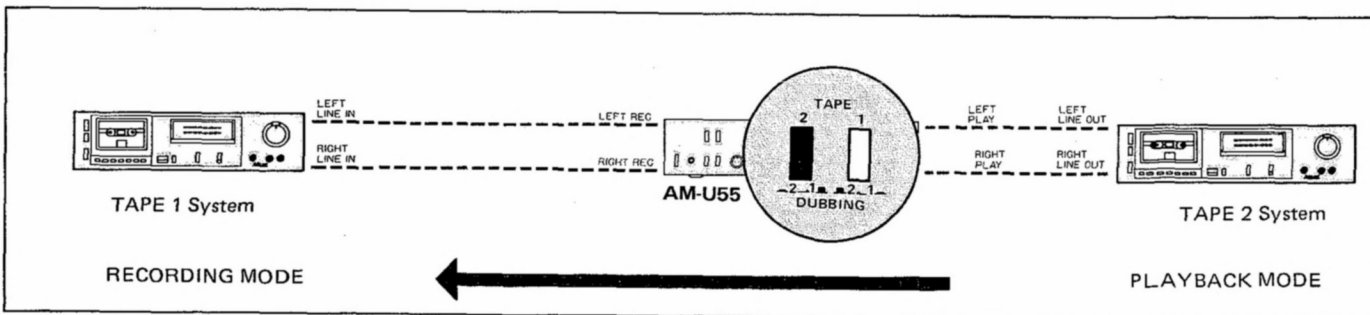 LEFT
LINE IN
RIGHT
LINE IN
TAPE 1 System
RECORDING MODE
LEFT REC
RIGHT REC
AM-U55
TAPE
2 1
2 1 2 1
DUBBING
LEFT
PLAY
RIGHT
PLAY
LEFT
LINE OUT
RIGHT
LINE OUT
TAPE 2 System
PLAYBACK MODE